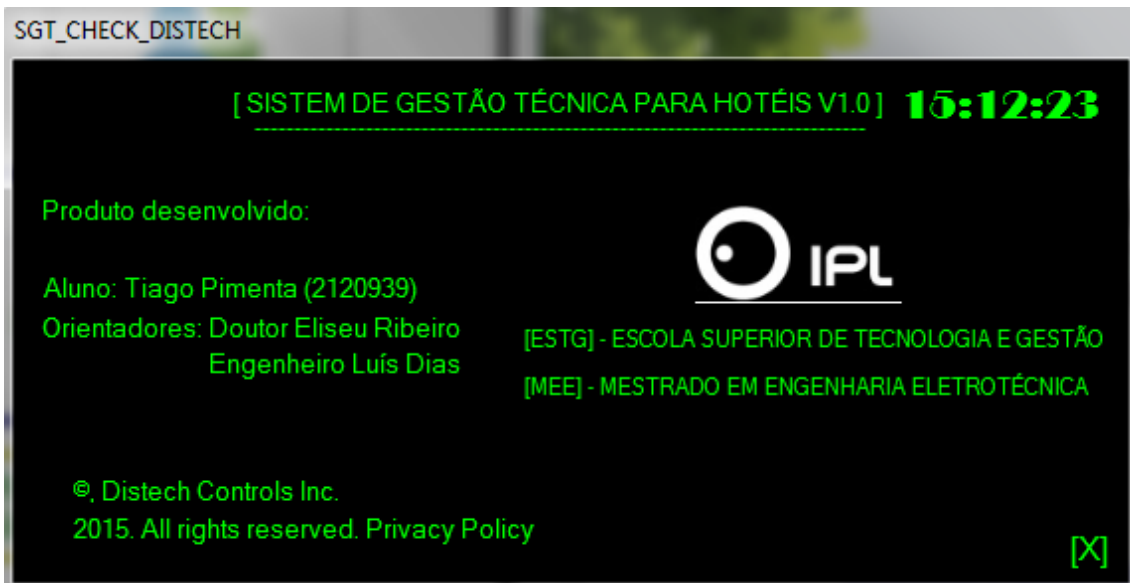 SGT_CHECK_DISTECH
[ SISTEM DE GESTÃO TÉCNICA PARA HOTÉIS V1.0 ] 15:12:23
Produto desenvolvido:
IPL
Aluno: Tiago Pimenta (2120939)
Orientadores: Doutor Eliseu Ribeiro
Engenheiro Luís Dias
[ESTG] - ESCOLA SUPERIOR DE TECNOLOGIA E GESTÃO
[MEE] - MESTRADO EM ENGENHARIA ELETROTÉCNICA
©, Distech Controls Inc.
2015. All rights reserved. Privacy Policy
[X]